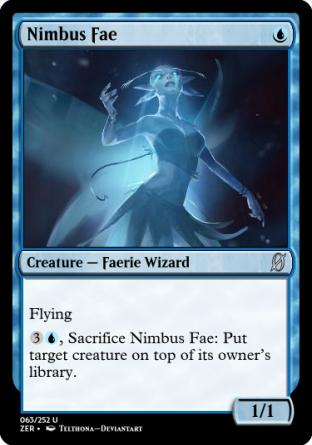 Nimbus Fae
Creature — Faerie Wizard
Flying
3, Sacrifice Nimbus Fae: Put
target creature on top of its owner's
library.
1/1
063/252 U
ZER • Telthona–Deviantart